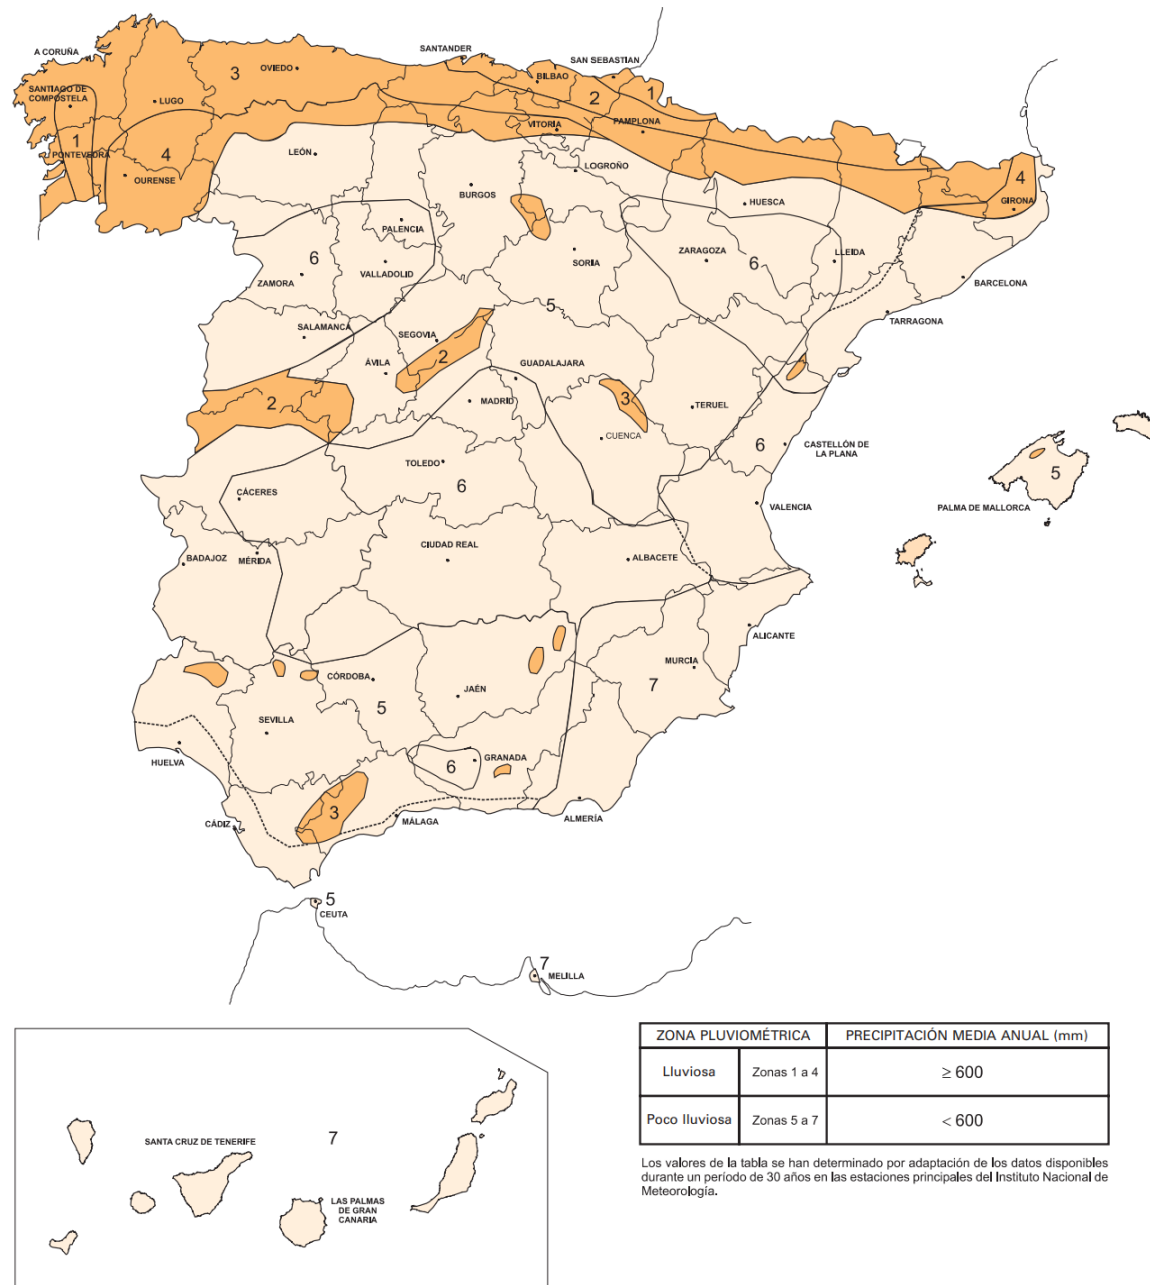 A CORUÑA
SANTANDER
SAN SEBASTIAN
3
OVIEDO
BILBAO
SANTIAGO DE
COMPOSTELA
LUGO
2
1
VITORIA
PAMPLONA
1
PONTEVEDRA
4
LEÓN
LOGROÑO
OURENSE
4
BURGOS
HUESCA
GIRONA
PALENCIA
6
VALLADOLID
SORIA
ZARAGOZA
6
LLEIDA
ZAMORA
BARCELONA
5
SALAMANCA
TARRAGONA
SEGOVIA
2
ÁVILA
GUADALAJARA
2
MADRID
3
TERUEL
CUENCA
6
CASTELLÓN DE
LA PLANA
TOLEDO
5
6
CÁCERES
VALENCIA
PALMA DE MALLORCA
CIUDAD REAL
BADAJOZ
MÉRIDA
ALBACETE
ALICANTE
MURCIA
CÓRDOBA
7
JAÉN
5
SEVILLA
HUELVA
6
GRANADA
3
CÁDIZ
MÁLAGA
ALMERÍA
5
CEUTA
7
MELILLA
ZONA PLUVIOMÉTRICA PRECIPITACIÓN MEDIA ANUAL (mm)
Lluviosa Zonas 1 a 4 ≥ 600
Poco lluviosa Zonas 5 a 7 < 600
Los valores de la tabla se han determinado por adaptación de los datos disponibles
durante un período de 30 años en las estaciones principales del Instituto Nacional de
Meteorología.
7
SANTA CRUZ DE TENERIFE
LAS PALMAS
DE GRAN
CANARIA